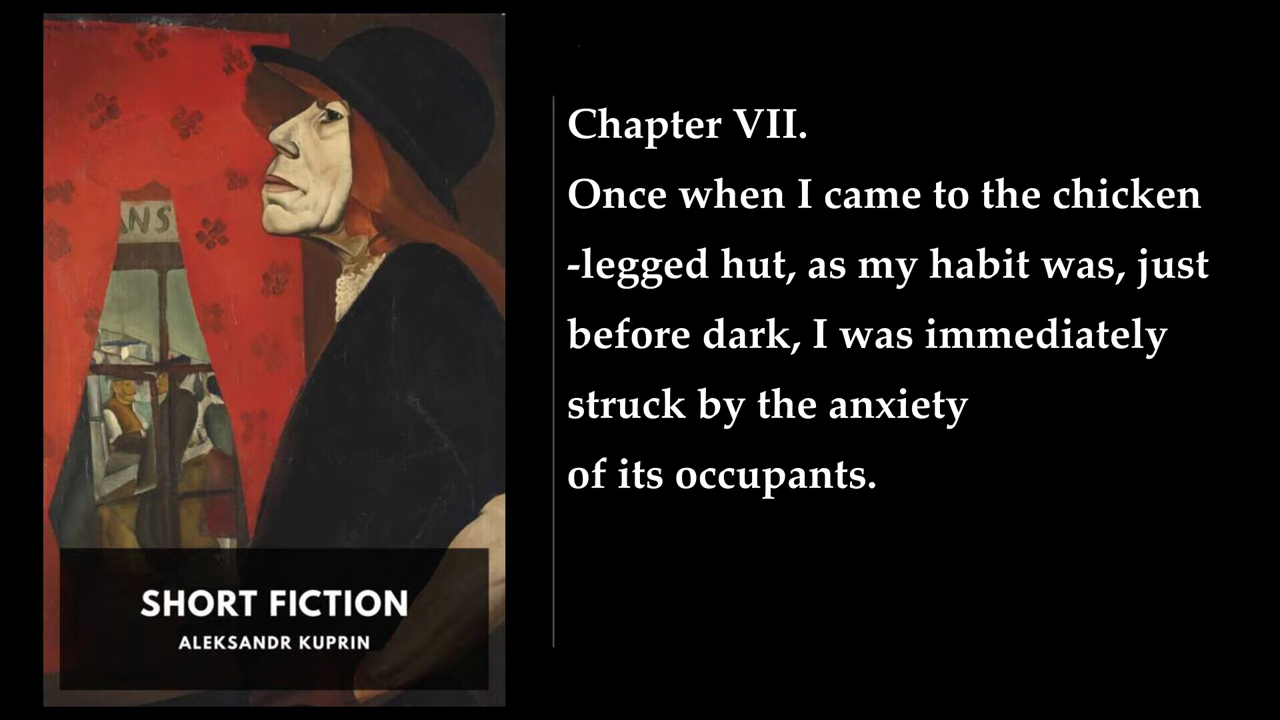 ANS
SHORT FICTION
ALEKSANDR KUPRIN
Chapter VII.
Once when I came to the chicken
-legged hut, as my habit was, just
before dark, I was immediately
struck by the anxiety
of its occupants.